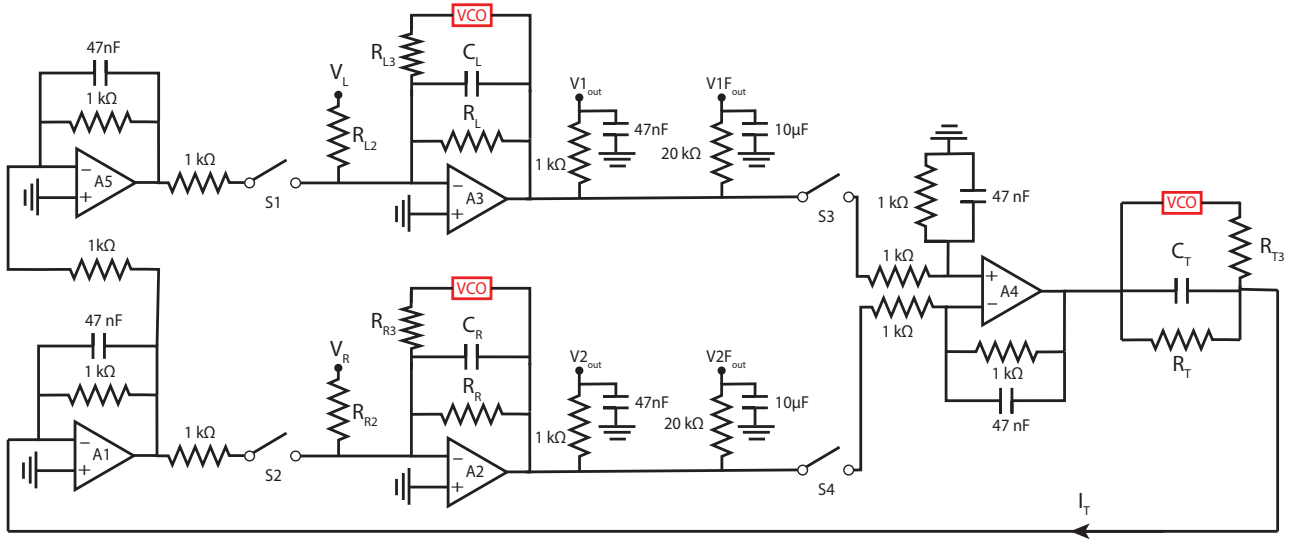 47nF
1 kΩ
A5
1 kΩ
S1
V_L
R_L2
R_L3
VCO
C_L
R_L
A3
V1_out
1 kΩ
47nF
V1F_out
20 kΩ
10µF
S3
1 kΩ
47 nF
1 kΩ
1 kΩ
A4
1 kΩ
47 nF
VCO
R_T3
C_T
R_T
1kΩ
47 nF
1 kΩ
A1
1 kΩ
S2
V_R
R_R2
R_R3
VCO
C_R
R_R
A2
V2_out
1 kΩ
47nF
V2F_out
20 kΩ
10µF
S4
I_T